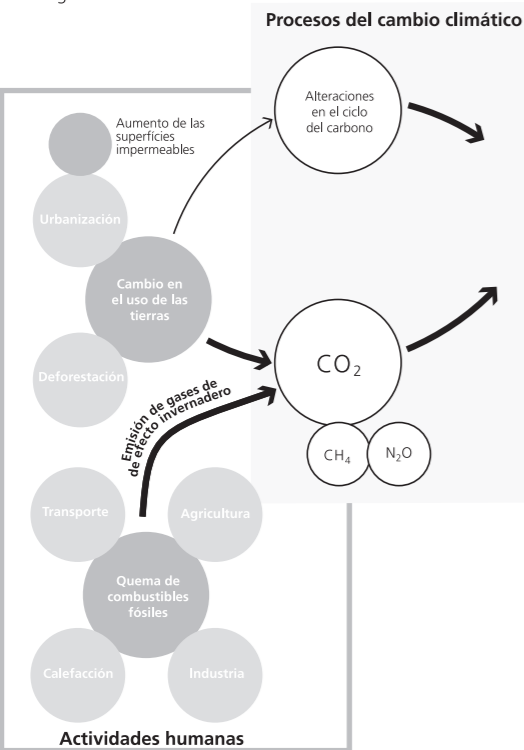 Procesos del cambio climático
Alteraciones
en el ciclo
del carbono
Aumento de las
superfícies
impermeables
Urbanización
Cambio en
el uso de las
tierras
Deforestación
CO₂
CH₄
N₂O
Emisión de gases de
de efecto invernadero
Transporte
Agricultura
Quema de
combustibles
fósiles
Calefacción
Industria
Actividades humanas